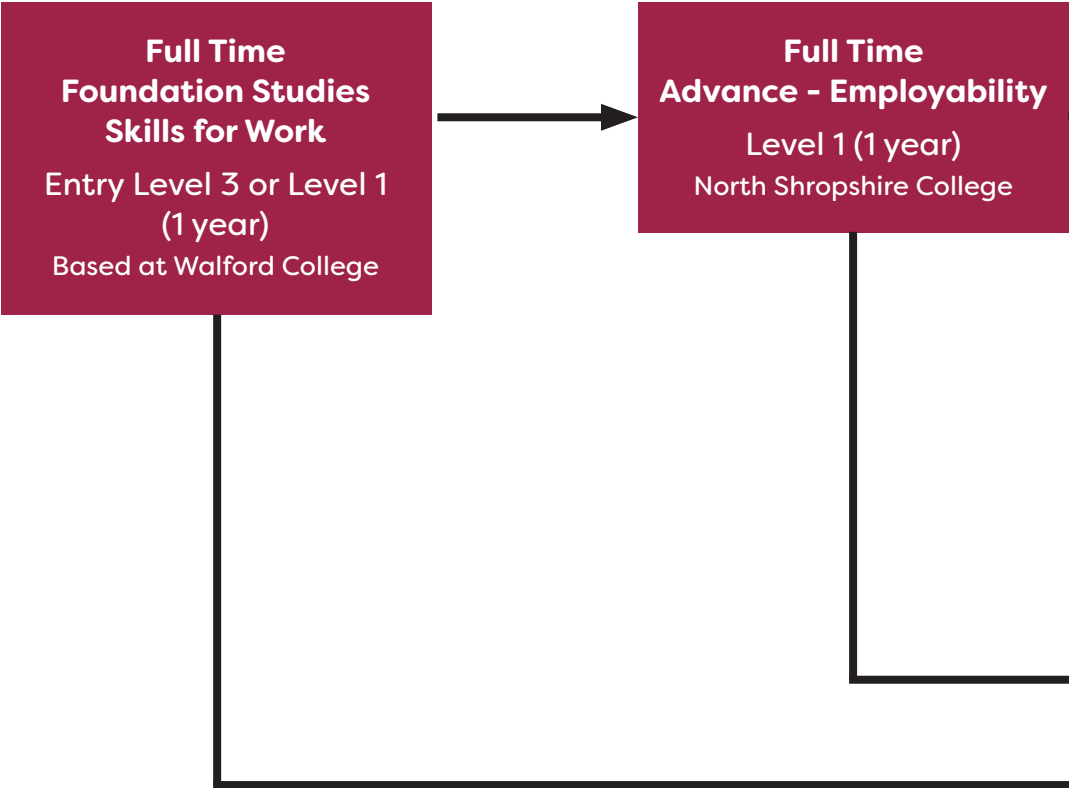 Full Time
Foundation Studies
Skills for Work
Entry Level 3 or Level 1
(1 year)
Based at Walford College
Full Time
Advance - Employability
Level 1 (1 year)
North Shropshire College